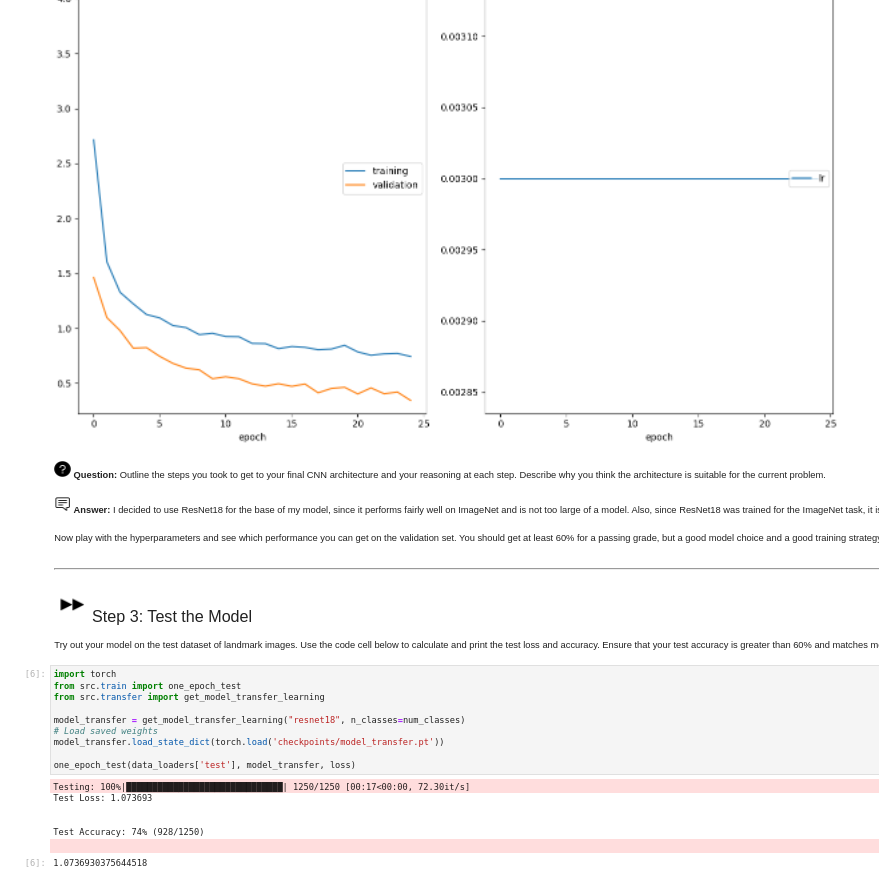 4.0
3.5
3.0
2.5
2.0
1.5
1.0
0.5
training
validation
0 5 10 15 20 25
epoch
0.00310
0.00305
0.00300
0.00295
0.00290
0.00285
lr
0 5 10 15 20 25
epoch
Question: Outline the steps you took to get to your final CNN architecture and your reasoning at each step. Describe why you think the architecture is suitable for the current problem.
Answer: I decided to use ResNet18 for the base of my model, since it performs fairly well on ImageNet and is not too large of a model. Also, since ResNet18 was trained for the ImageNet task, it
Now play with the hyperparameters and see which performance you can get on the validation set. You should get at least 60% for a passing grade, but a good model choice and a good training strategy
Step 3: Test the Model
Try out your model on the test dataset of landmark images. Use the code cell below to calculate and print the test loss and accuracy. Ensure that your test accuracy is greater than 60% and matches
[6]: import torch
from src.train import one_epoch_test
from src.transfer import get_model_transfer_learning
model_transfer = get_model_transfer_learning("resnet18", n_classes=num_classes)
# Load saved weights
model_transfer.load_state_dict(torch.load('checkpoints/model_transfer.pt'))
one_epoch_test(data_loaders['test'], model_transfer, loss)
Testing: 100%|██████████████████████████████| 1250/1250 [00:17<00:00, 72.30it/s]
Test Loss: 1.073693
Test Accuracy: 74% (928/1250)
[6]: 1.0736930375644518